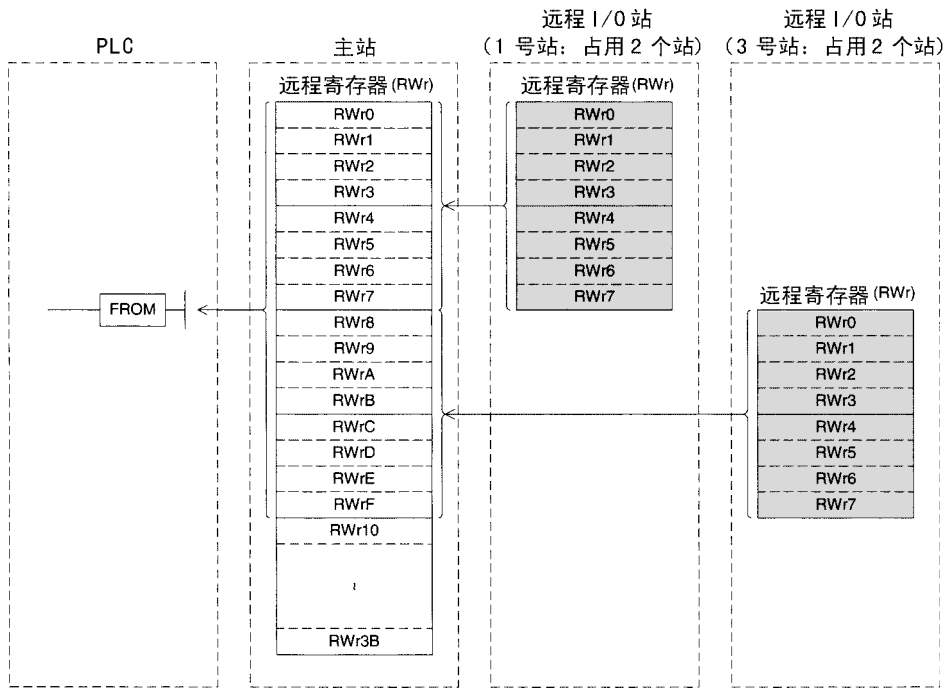 PLC
主站
远程 I/O 站
(1 号站: 占用 2 个站)
远程 I/O 站
(3 号站: 占用 2 个站)
远程寄存器(RWr)
RWr0
RWr1
RWr2
RWr3
RWr4
RWr5
RWr6
RWr7
RWr8
RWr9
RWrA
RWrB
RWrC
RWrD
RWrE
RWrF
RWr10
~
RWr3B
远程寄存器(RWr)
RWr0
RWr1
RWr2
RWr3
RWr4
RWr5
RWr6
RWr7
远程寄存器(RWr)
RWr0
RWr1
RWr2
RWr3
RWr4
RWr5
RWr6
RWr7
FROM